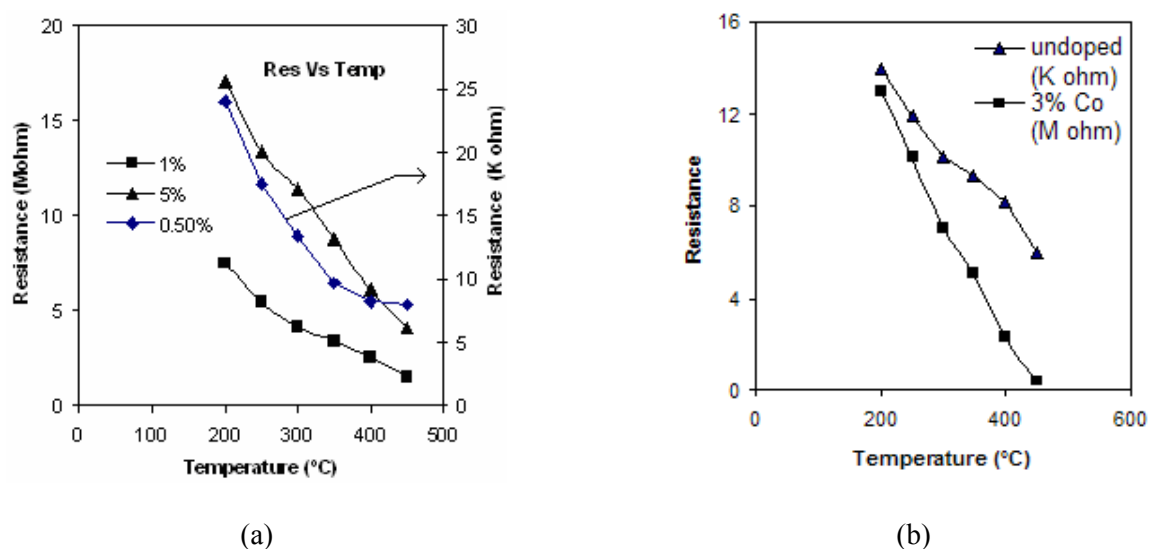 20
15
10
5
0
Resistance (Mohm)
Res Vs Temp
1%
5%
0.50%
30
25
20
15
10
5
0
Resistance (K ohm)
0 100 200 300 400 500
Temperature (°C)
(a)
16
12
8
4
0
Resistance
undoped
(K ohm)
3% Co
(M ohm)
0 200 400 600
Temperature (°C)
(b)